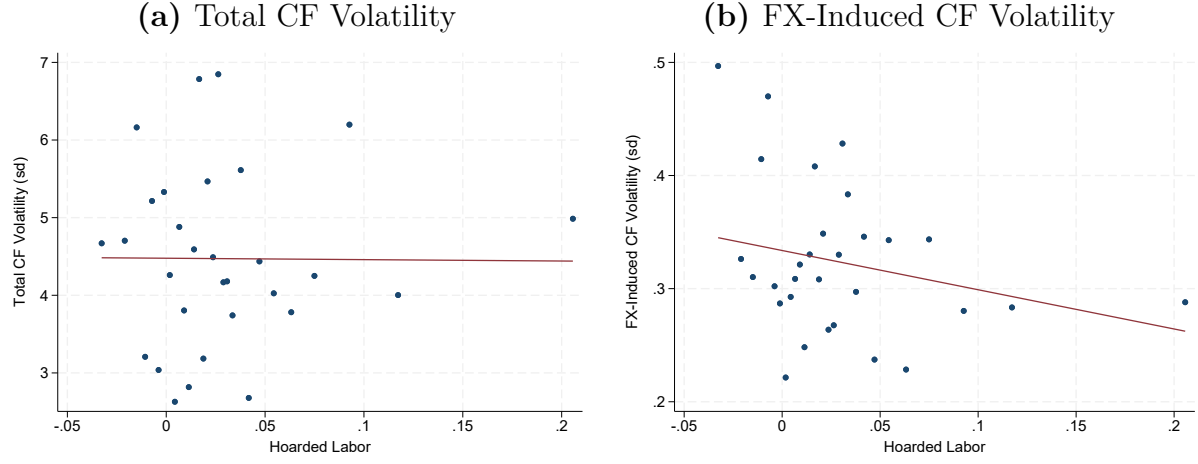 (a) Total CF Volatility
7
6
5
4
3
Total CF Volatility (sd)
-.05 0 .05 .1 .15 .2
Hoarded Labor
(b) FX-Induced CF Volatility
.5
.4
.3
.2
FX-Induced CF Volatility (sd)
-.05 0 .05 .1 .15 .2
Hoarded Labor